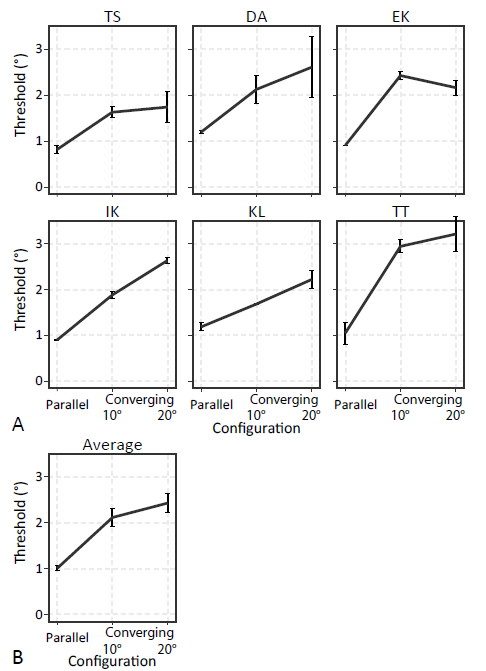 TS DA EK
Threshold (°)
3
2
1
0
IK KL TT
Threshold (°)
3
2
1
0
Parallel Converging Parallel Converging Parallel Converging
10° 20° 10° 20° 10° 20°
A
Configuration
Average
Threshold (°)
3
2
1
0
Parallel Converging
10° 20°
B
Configuration